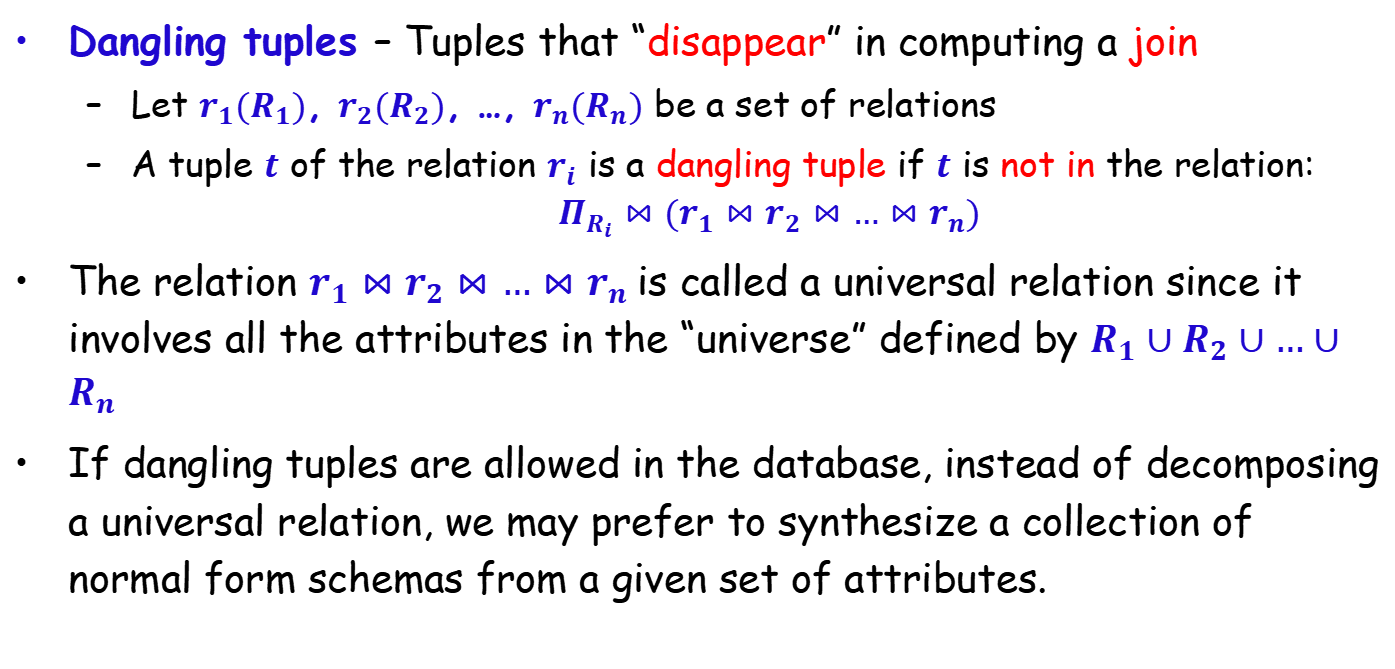 • Dangling tuples – Tuples that “disappear” in computing a join
– Let r₁(R₁), r₂(R₂), …, rₙ(Rₙ) be a set of relations
– A tuple t of the relation rᵢ is a dangling tuple if t is not in the relation:
Π_{Rᵢ} ⋈ (r₁ ⋈ r₂ ⋈ … ⋈ rₙ)
• The relation r₁ ⋈ r₂ ⋈ … ⋈ rₙ is called a universal relation since it
involves all the attributes in the “universe” defined by R₁ ∪ R₂ ∪ … ∪
Rₙ
• If dangling tuples are allowed in the database, instead of decomposing
a universal relation, we may prefer to synthesize a collection of
normal form schemas from a given set of attributes.